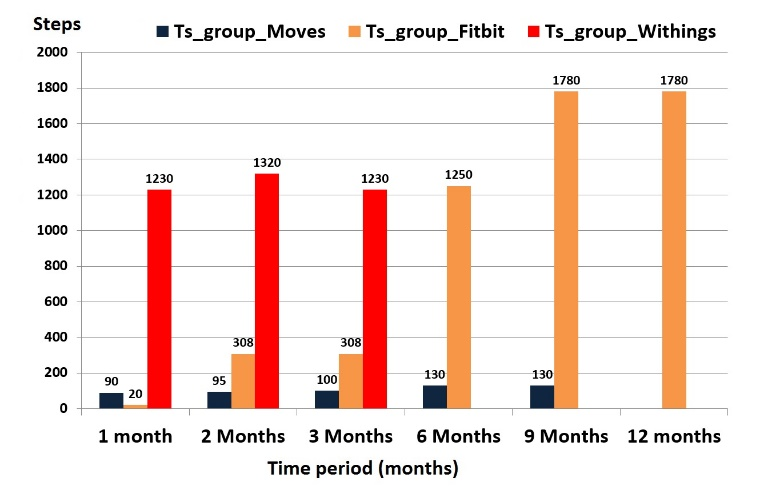 Steps
Ts_group_Moves Ts_group_Fitbit Ts_group_Withings
2000
1800
1600
1400
1200
1000
800
600
400
200
0
90 20 1230
95 308 1320
100 308 1230
130 1250
130 1780
1780
1 month 2 Months 3 Months 6 Months 9 Months 12 months
Time period (months)